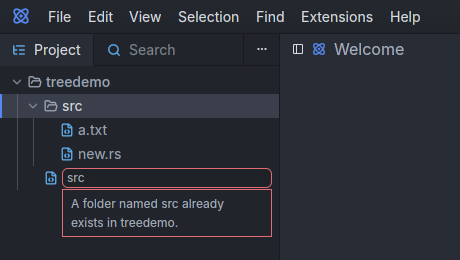 File Edit View Selection Find Extensions Help
Project Search ... Welcome
treedemo
src
a.txt
new.rs
src
A folder named src already
exists in treedemo.